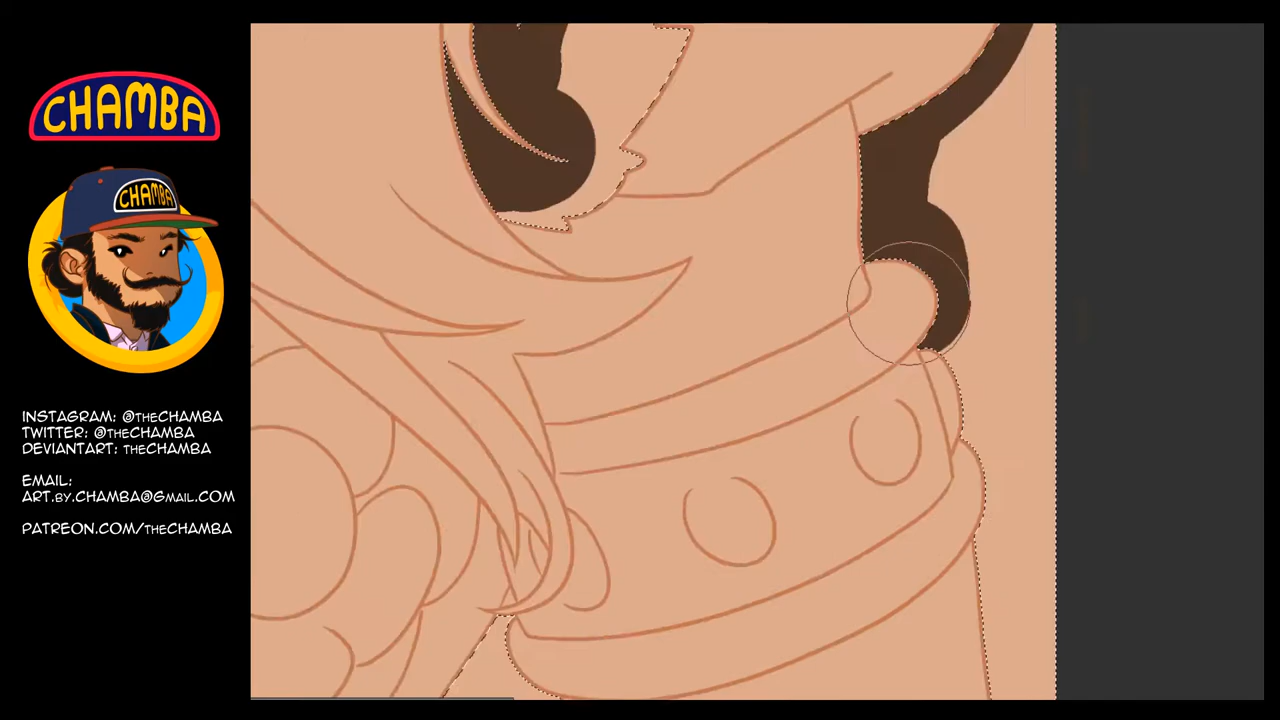 CHAMBA
CHAMBA
INSTAGRAM: @THECHAMBA
TWITTER: @THECHAMBA
DEVIANTART: THECHAMBA
EMAIL:
ART.BY.CHAMBA@GMAIL.COM
PATREON.COM/THECHAMBA